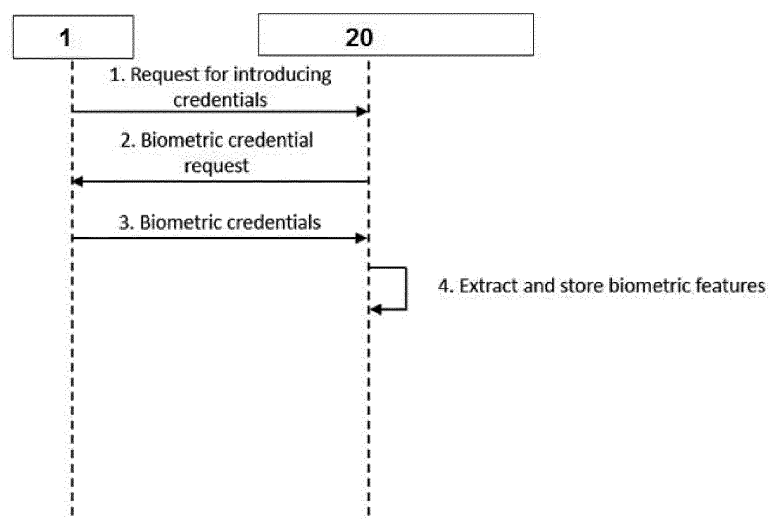 1
20
1. Request for introducing
credentials
2. Biometric credential
request
3. Biometric credentials
4. Extract and store biometric features